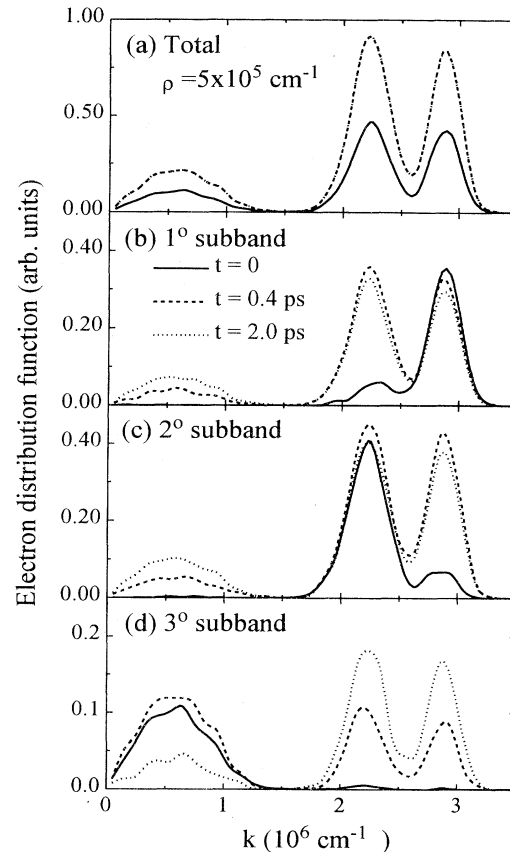 1.00
(a) Total
ρ =5x10⁵ cm⁻¹
0.50
0.00
(b) 1° subband
0.40
t = 0
t = 0.4 ps
0.20
t = 2.0 ps
0.00
(c) 2° subband
0.40
0.20
0.00
(d) 3° subband
0.2
0.1
0.0
0 1 2 3
k (10⁶ cm⁻¹ )
Electron distribution function (arb. units)